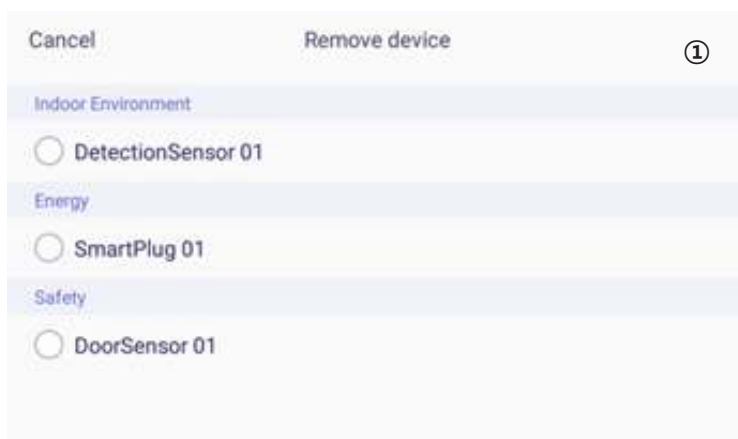 Cancel Remove device ①
Indoor Environment
DetectionSensor 01
Energy
SmartPlug 01
Safety
DoorSensor 01